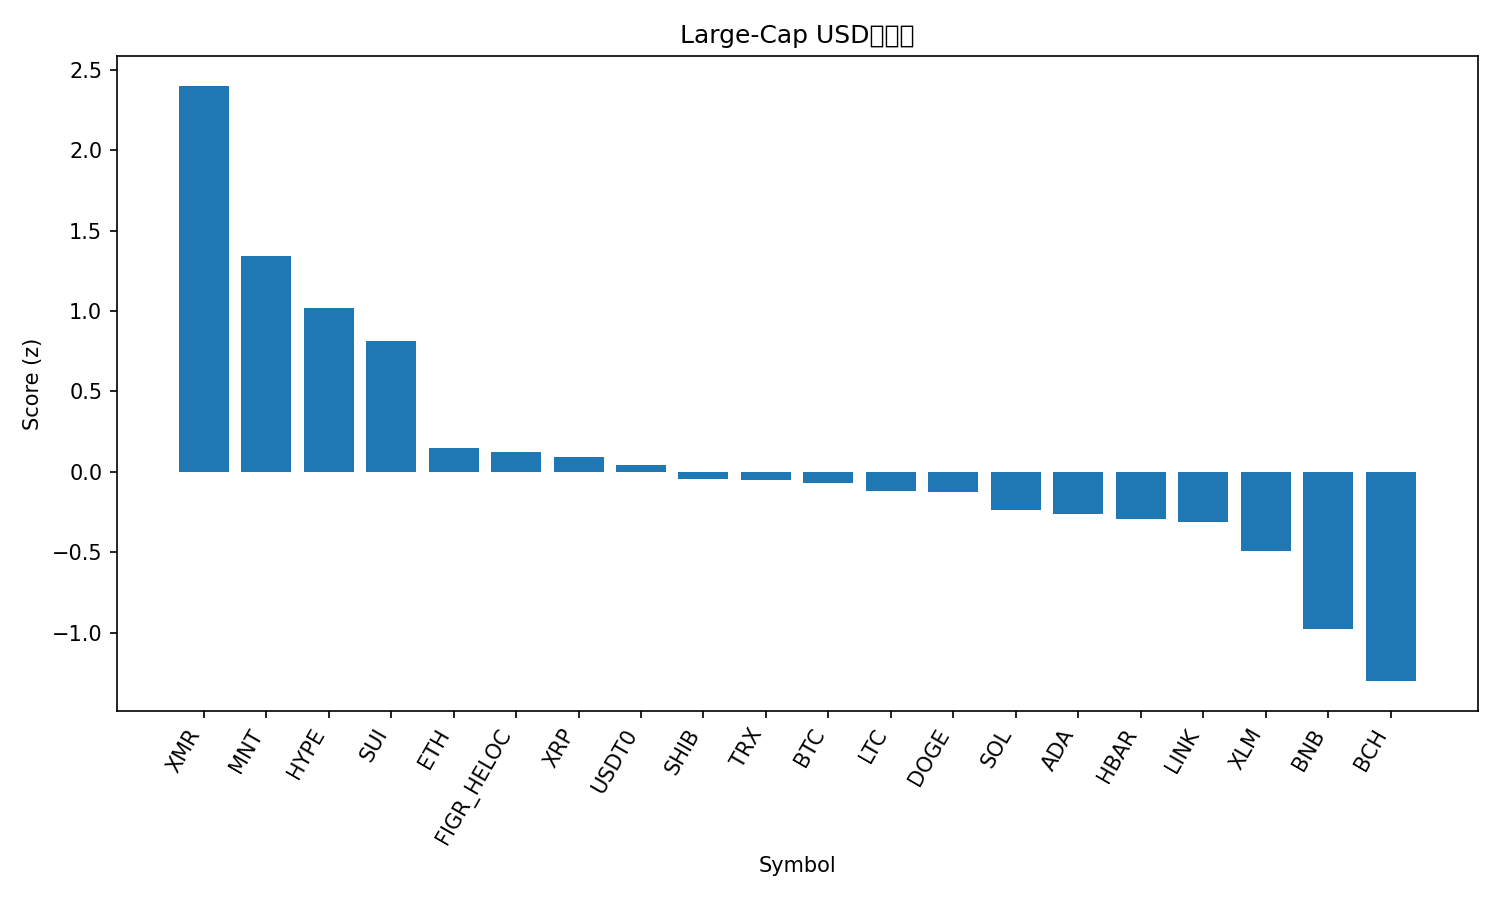 Large-Cap USD
Score (z)
2.5
2.0
1.5
1.0
0.5
0.0
−0.5
−1.0
XMR
MNT
HYPE
SUI
ETH
FIGR_HELOC
XRP
USDT0
SHIB
TRX
BTC
LTC
DOGE
SOL
ADA
HBAR
LINK
XLM
BNB
BCH
Symbol